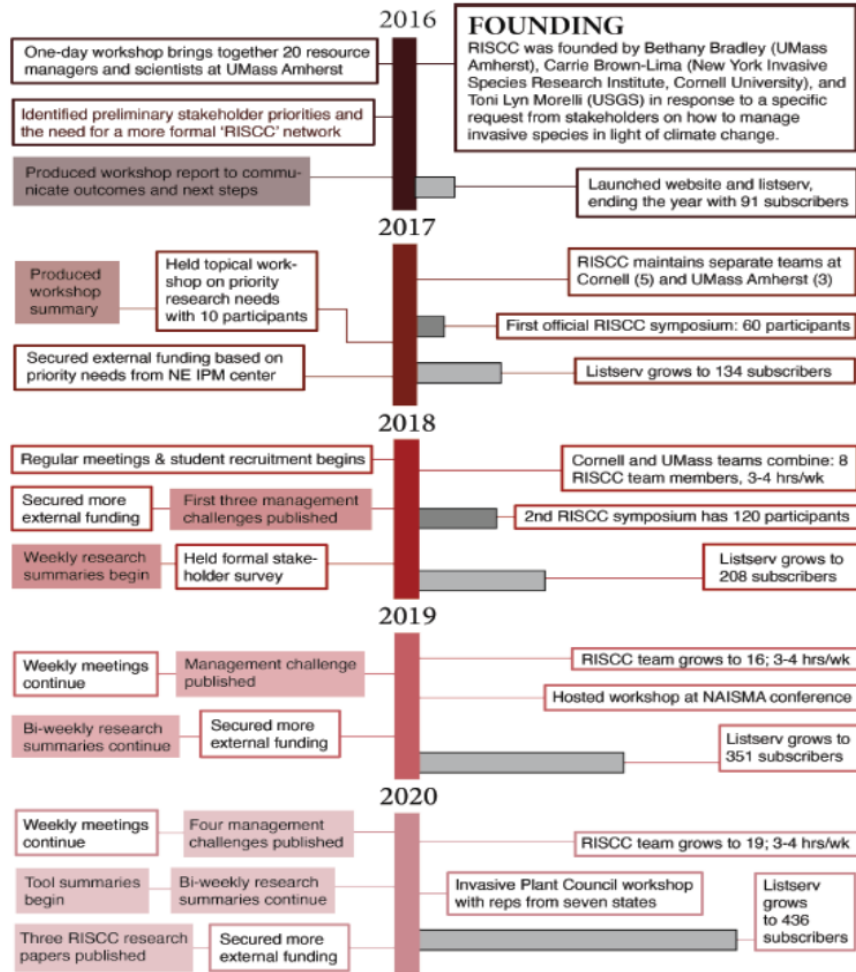 2016
One-day workshop brings together 20 resource
managers and scientists at UMass Amherst
Identified preliminary stakeholder priorities and
the need for a more formal ‘RISCC’ network
Produced workshop report to commu-
nicate outcomes and next steps
FOUNDING
RISCC was founded by Bethany Bradley (UMass
Amherst), Carrie Brown-Lima (New York Invasive
Species Research Institute, Cornell University), and
Toni Lyn Morelli (USGS) in response to a specific
request from stakeholders on how to manage
invasive species in light of climate change.
Launched website and listserv,
ending the year with 91 subscribers
2017
Produced
workshop
summary
Held topical work-
shop on priority
research needs
with 10 participants
Secured external funding based on
priority needs from NE IPM center
RISCC maintains separate teams at
Cornell (5) and UMass Amherst (3)
First official RISCC symposium: 60 participants
Listserv grows to 134 subscribers
2018
Regular meetings & student recruitment begins
Secured more
external funding
First three management
challenges published
Weekly research
summaries begin
Held formal stake-
holder survey
Cornell and UMass teams combine: 8
RISCC team members, 3-4 hrs/wk
2nd RISCC symposium has 120 participants
Listserv grows to
208 subscribers
2019
Weekly meetings
continue
Management challenge
published
Bi-weekly research
summaries continue
Secured more
external funding
RISCC team grows to 16; 3-4 hrs/wk
Hosted workshop at NAISMA conference
Listserv grows to
351 subscribers
2020
Weekly meetings
continue
Four management
challenges published
Tool summaries
begin
Bi-weekly research
summaries continue
Three RISCC research
papers published
Secured more
external funding
RISCC team grows to 19; 3-4 hrs/wk
Invasive Plant Council workshop
with reps from seven states
Listserv
grows
to 436
subscribers